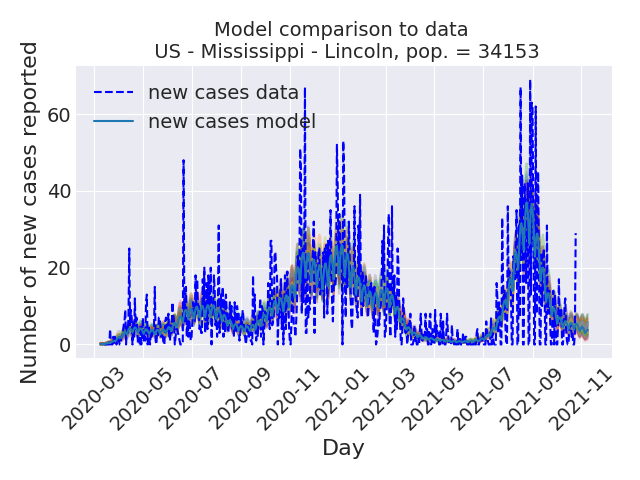 Model comparison to data
US - Mississippi - Lincoln, pop. = 34153
Number of new cases reported
60
40
20
0
new cases data
new cases model
2020-03
2020-05
2020-07
2020-09
2020-11
2021-01
2021-03
2021-05
2021-07
2021-09
2021-11
Day